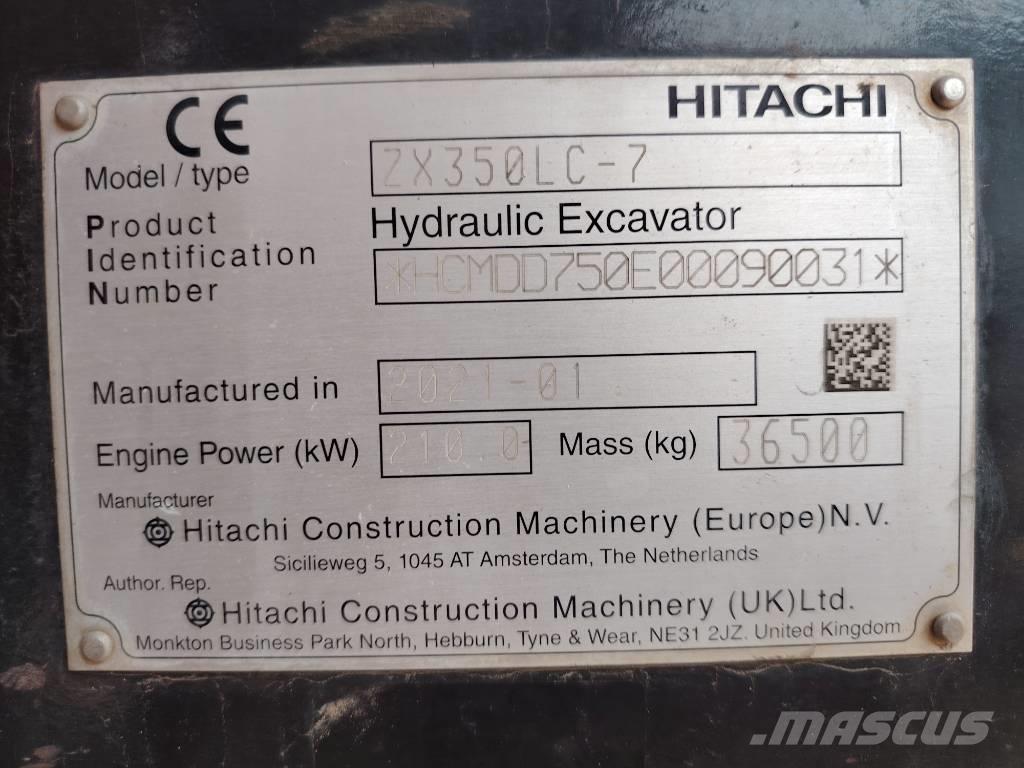 CE HITACHI
Model / type ZX350LC-7
Product Hydraulic Excavator
Identification
Number *HCMDD750E00090031*
Manufactured in 2021-01
Engine Power (kW) 210.0 Mass (kg) 36500
Manufacturer
Hitachi Construction Machinery (Europe) N.V.
Sicilieweg 5, 1045 AT Amsterdam, The Netherlands
Author. Rep.
Hitachi Construction Machinery (UK) Ltd.
Monkton Business Park North, Hebburn, Tyne & Wear, NE31 2JZ. United Kingdom
MASCUS